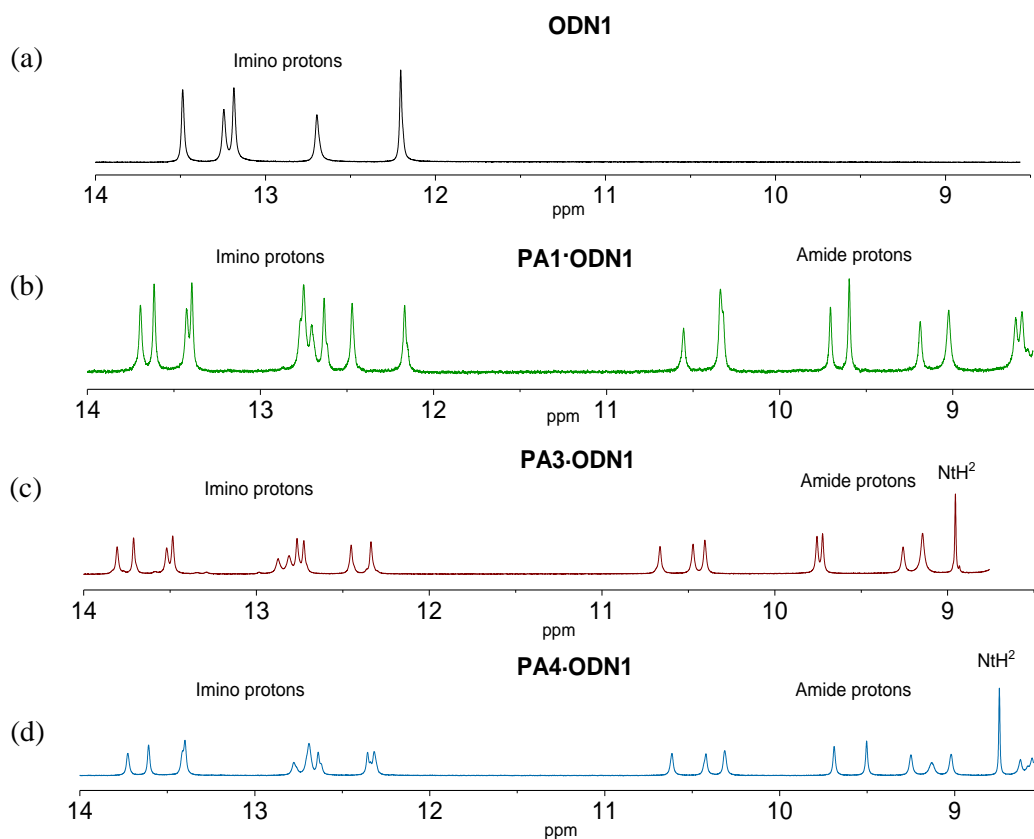 ODN1
(a)
Imino protons
14 13 12 11 10 9
ppm
Imino protons
PA1·ODN1
Amide protons
(b)
14 13 12 11 10 9
ppm
PA3·ODN1
NtH²
Imino protons
Amide protons
(c)
14 13 12 11 10 9
ppm
PA4·ODN1
NtH²
Imino protons
Amide protons
(d)
14 13 12 11 10 9
ppm